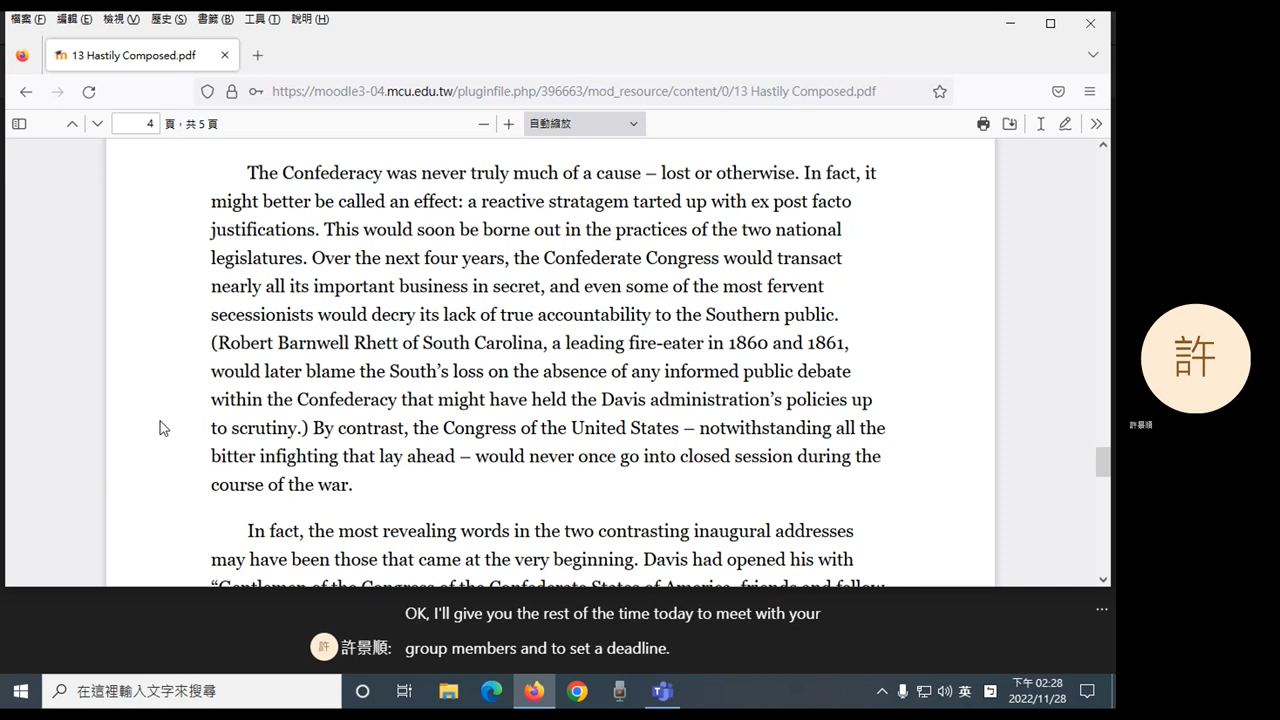 檔案 (F) 編輯 (E) 檢視 (V) 歷史 (S) 書籤 (B) 工具 (T) 說明 (H)
13 Hastily Composed.pdf
https://moodle3-04.mcu.edu.tw/pluginfile.php/396663/mod_resource/content/0/13 Hastily Composed.pdf
4 頁，共 5 頁
自動縮放
The Confederacy was never truly much of a cause – lost or otherwise. In fact, it
might better be called an effect: a reactive stratagem tarted up with ex post facto
justifications. This would soon be borne out in the practices of the two national
legislatures. Over the next four years, the Confederate Congress would transact
nearly all its important business in secret, and even some of the most fervent
secessionists would decry its lack of true accountability to the Southern public.
(Robert Barnwell Rhett of South Carolina, a leading fire-eater in 1860 and 1861,
would later blame the South’s loss on the absence of any informed public debate
within the Confederacy that might have held the Davis administration’s policies up
to scrutiny.) By contrast, the Congress of the United States – notwithstanding all the
bitter infighting that lay ahead – would never once go into closed session during the
course of the war.
In fact, the most revealing words in the two contrasting inaugural addresses
may have been those that came at the very beginning. Davis had opened his with
“Gentlemen of the Congress of the Confederate States of America, friends and fellow
許
許景順
OK, I'll give you the rest of the time today to meet with your
許 許景順: group members and to set a deadline.
在這裡輸入文字來搜尋
英
下午 02:28
2022/11/28